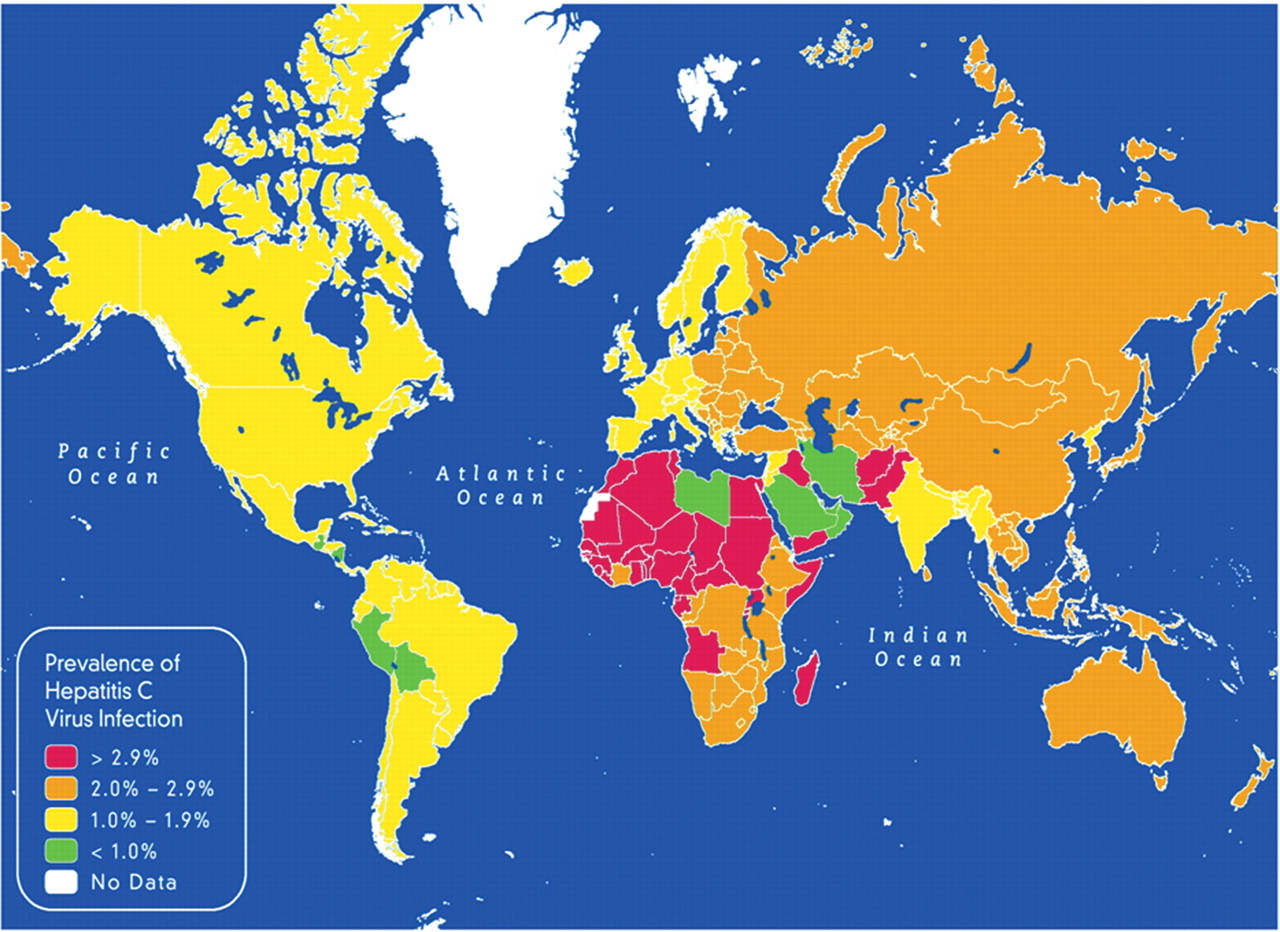 Pacific
Ocean
Atlantic
Ocean
Indian
Ocean
Prevalence of
Hepatitis C
Virus Infection
> 2.9%
2.0% – 2.9%
1.0% – 1.9%
< 1.0%
No Data